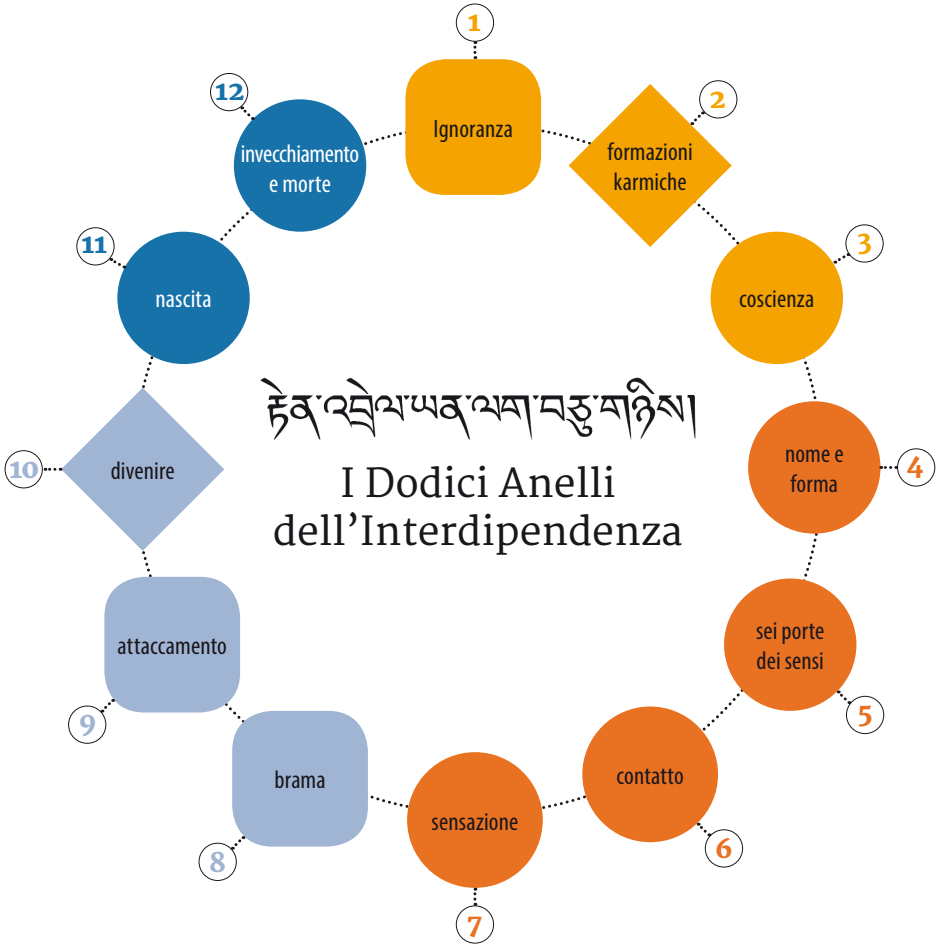 1
Ignoranza
2
formazioni
karmiche
3
coscienza
4
nome e
forma
5
sei porte
dei sensi
6
contatto
7
sensazione
8
brama
9
attaccamento
10
divenire
11
nascita
12
invecchiamento
e morte
རྟེན་འབྲེལ་ཡན་ལག་བཅུ་གཉིས།
I Dodici Anelli
dell’Interdipendenza